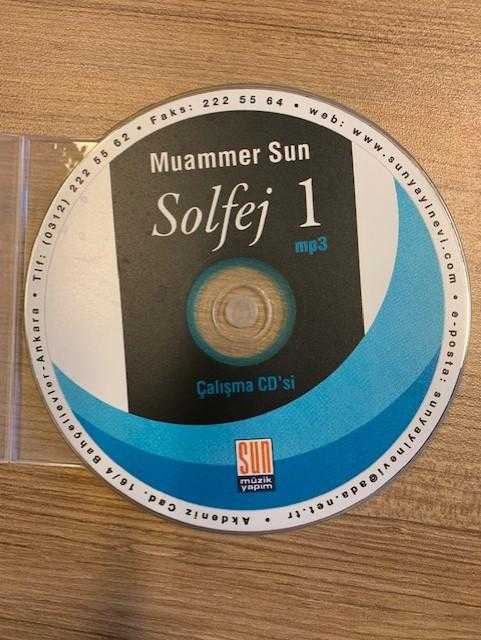 Muammer Sun
Solfej 1
mp3
Çalışma CD'si
sun
müzik
yapım
Akdeniz Cad. 16/4 Bahçelievler-Ankara • Tlf: (0312) 222 55 62 • Faks: 222 55 64 • web: www.sunyayinevi.com • e-posta: sunyayinevi@ada-net.tr •